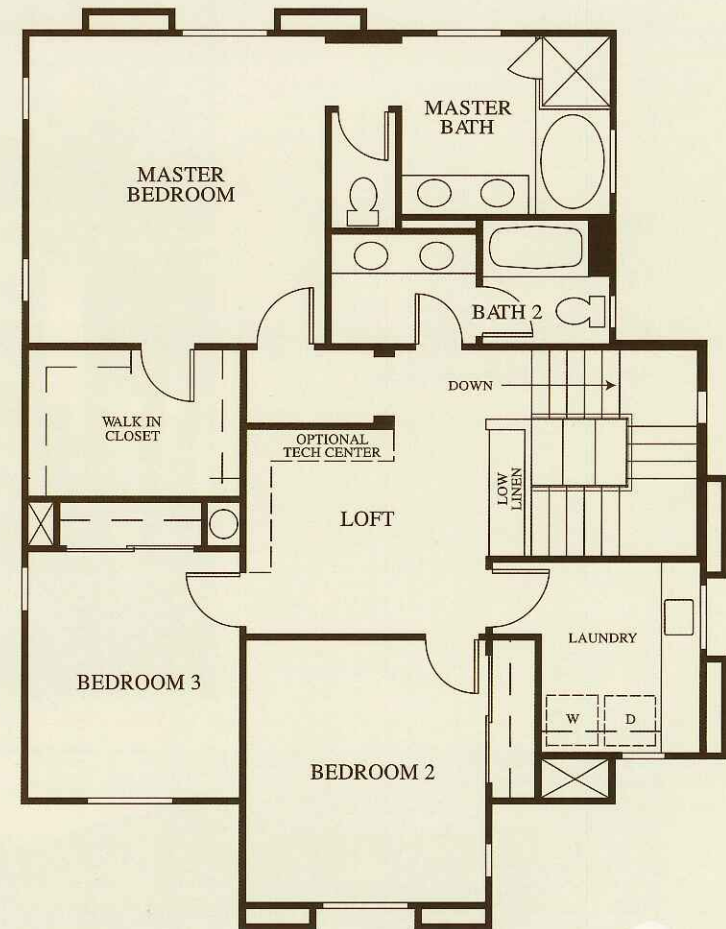 MASTER
BATH
MASTER
BEDROOM
BATH 2
DOWN
WALK IN
CLOSET
OPTIONAL
TECH CENTER
LOW
LINEN
LOFT
LAUNDRY
BEDROOM 3
W
D
BEDROOM 2